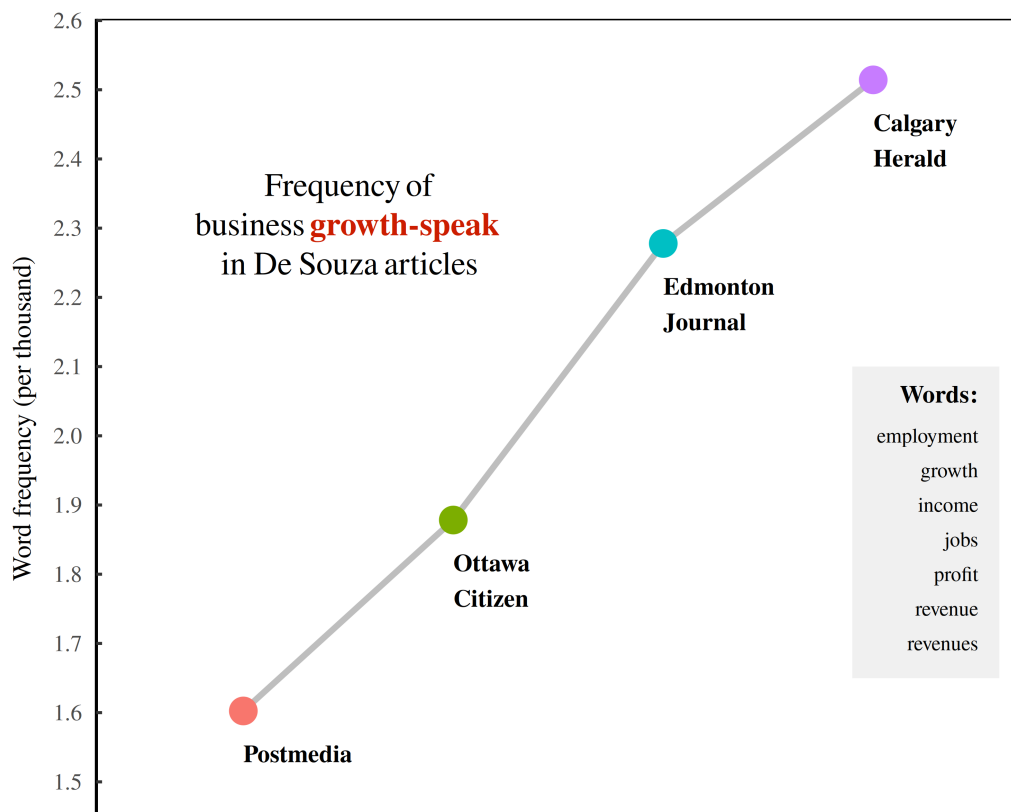 2.6
2.5
2.4
2.3
2.2
2.1
2.0
1.9
1.8
1.7
1.6
1.5
Word frequency (per thousand)
Frequency of
business growth-speak
in De Souza articles
Calgary
Herald
Edmonton
Journal
Ottawa
Citizen
Postmedia
Words:
employment
growth
income
jobs
profit
revenue
revenues